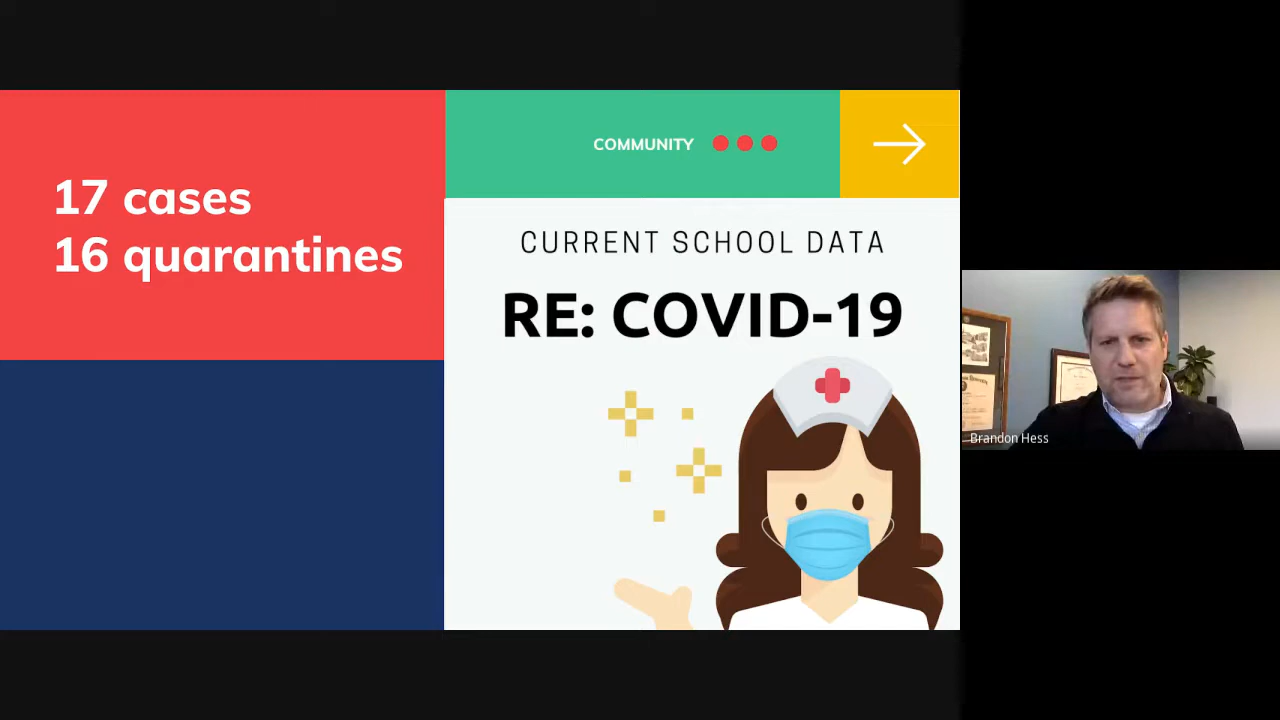 17 cases
16 quarantines
COMMUNITY
CURRENT SCHOOL DATA
RE: COVID-19
Brandon Hess